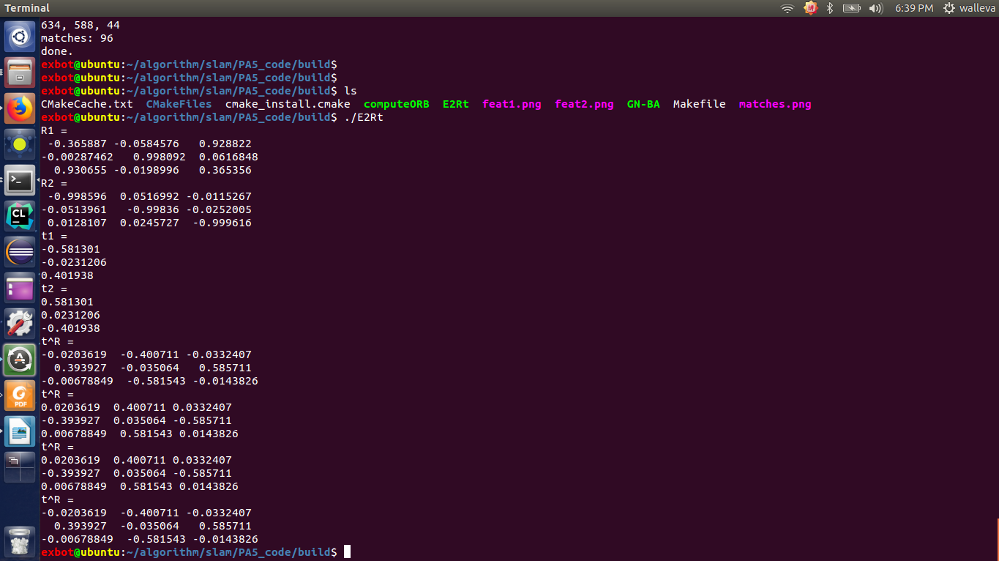 Terminal
拼
6:39 PM
walleva
634, 588, 44
matches: 96
done.
exbot@ubuntu:~/algorithm/slam/PA5_code/build$
exbot@ubuntu:~/algorithm/slam/PA5_code/build$
exbot@ubuntu:~/algorithm/slam/PA5_code/build$ ls
CMakeCache.txt  CMakeFiles  cmake_install.cmake  computeORB  E2Rt  feat1.png  feat2.png  GN-BA  Makefile  matches.png
exbot@ubuntu:~/algorithm/slam/PA5_code/build$ ./E2Rt
R1 =
 -0.365887 -0.0584576   0.928822
-0.00287462   0.998092  0.0616848
  0.930655 -0.0198996   0.365356
R2 =
 -0.998596  0.0516992 -0.0115267
-0.0513961   -0.99836 -0.0252005
 0.0128107  0.0245727  -0.999616
t1 =
-0.581301
-0.0231206
0.401938
t2 =
0.581301
0.0231206
-0.401938
t^R =
-0.0203619  -0.400711 -0.0332407
  0.393927  -0.035064   0.585711
-0.00678849  -0.581543 -0.0143826
t^R =
0.0203619  0.400711 0.0332407
-0.393927  0.035064 -0.585711
0.00678849  0.581543 0.0143826
t^R =
0.0203619  0.400711 0.0332407
-0.393927  0.035064 -0.585711
0.00678849  0.581543 0.0143826
t^R =
-0.0203619  -0.400711 -0.0332407
  0.393927  -0.035064   0.585711
-0.00678849  -0.581543 -0.0143826
exbot@ubuntu:~/algorithm/slam/PA5_code/build$
>_
CL
A
PDF